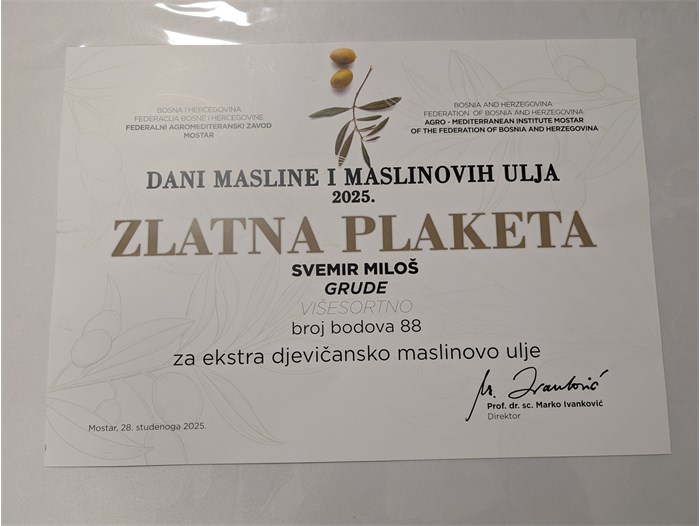 BOSNA I HERCEGOVINA
FEDERACIJA BOSNE I HERCEGOVINE
FEDERALNI AGROMEDITERANSKI ZAVOD
MOSTAR
BOSNIA AND HERZEGOVINA
FEDERATION OF BOSNIA AND HERZEGOVINA
AGRO - MEDITERRANEAN INSTITUTE MOSTAR
OF THE FEDERATION OF BOSNIA AND HERZEGOVINA
DANI MASLINE I MASLINOVIH ULJA
2025.
ZLATNA PLAKETA
SVEMIR MILOŠ
GRUDE
VIŠESORTNO
broj bodova 88
za ekstra djevičansko maslinovo ulje
M. Ivanković
Prof. dr. sc. Marko Ivanković
Direktor
Mostar, 28. studenoga 2025.